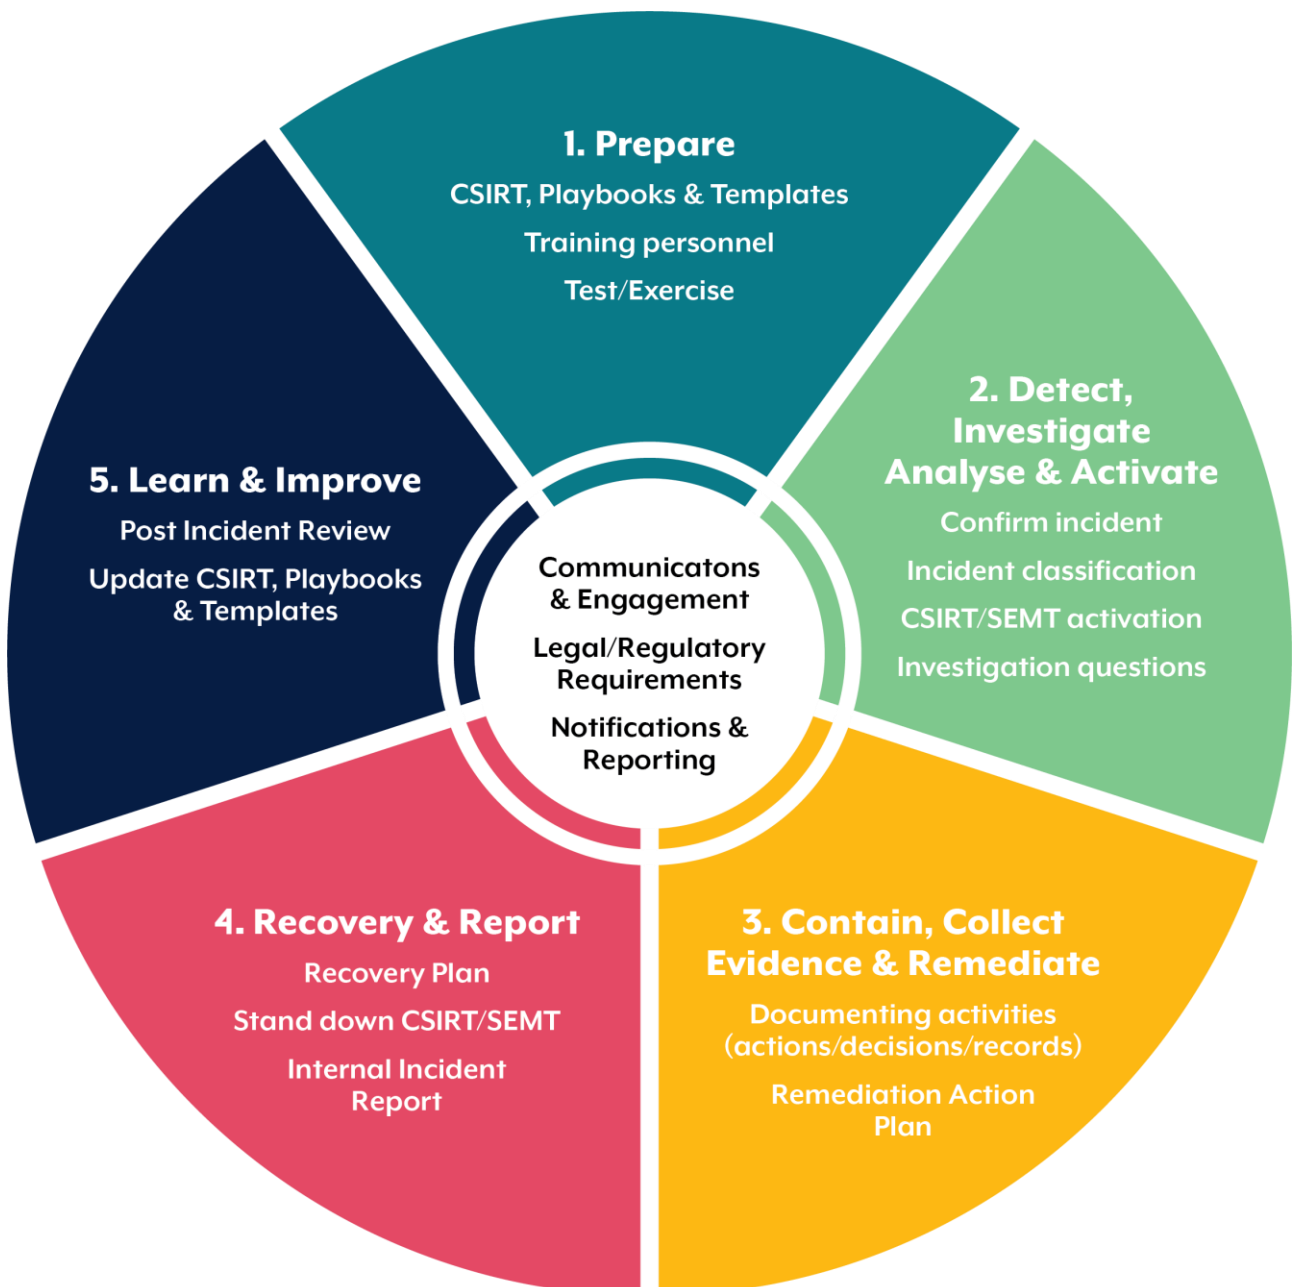 1. Prepare
CSIRT, Playbooks & Templates
Training personnel
Test/Exercise
2. Detect,
Investigate
Analyse & Activate
Confirm incident
Incident classification
CSIRT/SEMT activation
Investigation questions
3. Contain, Collect
Evidence & Remediate
Documenting activities
(actions/decisions/records)
Remediation Action
Plan
4. Recovery & Report
Recovery Plan
Stand down CSIRT/SEMT
Internal Incident
Report
5. Learn & Improve
Post Incident Review
Update CSIRT, Playbooks
& Templates
Communicatons
& Engagement
Legal/Regulatory
Requirements
Notifications &
Reporting